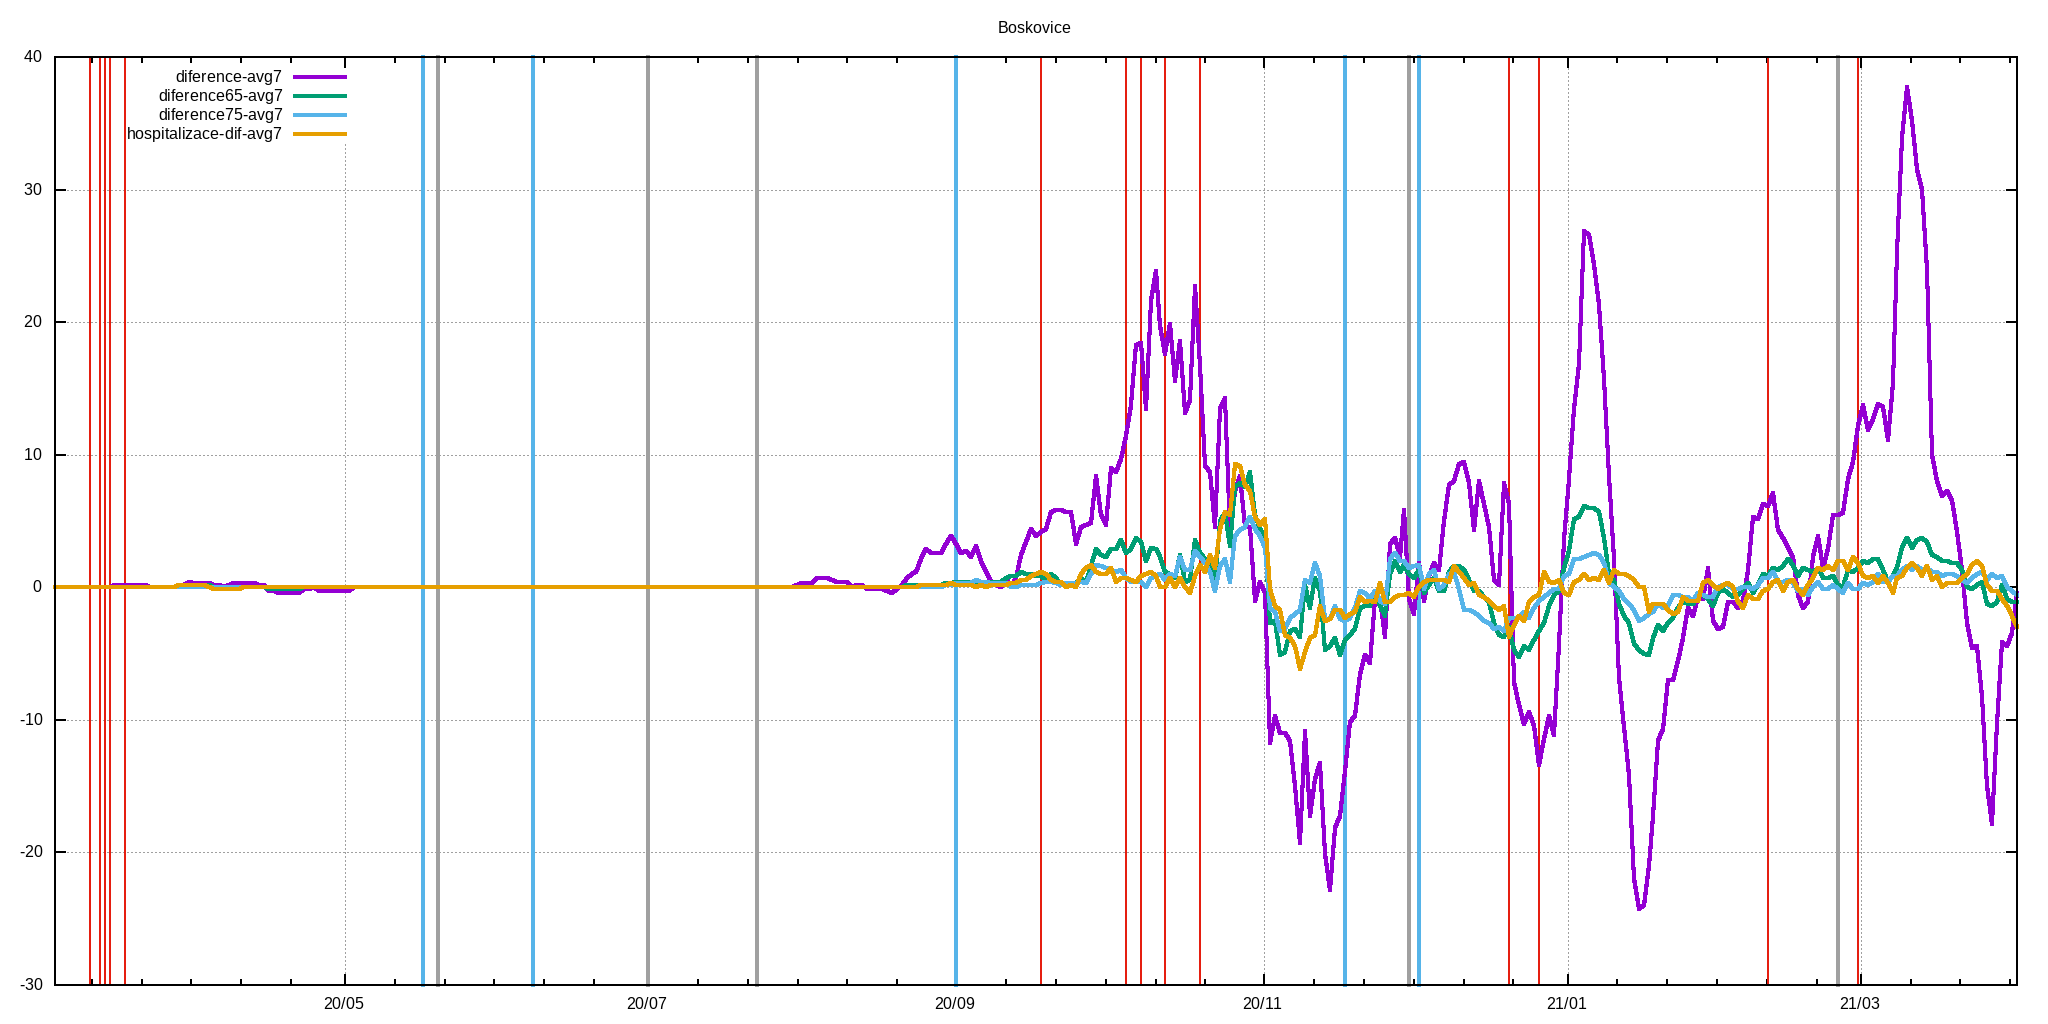 Boskovice
diference-avg7
diference65-avg7
diference75-avg7
hospitalizace-dif-avg7
40
30
20
10
0
-10
-20
-30
20/05 20/07 20/09 20/11 21/01 21/03